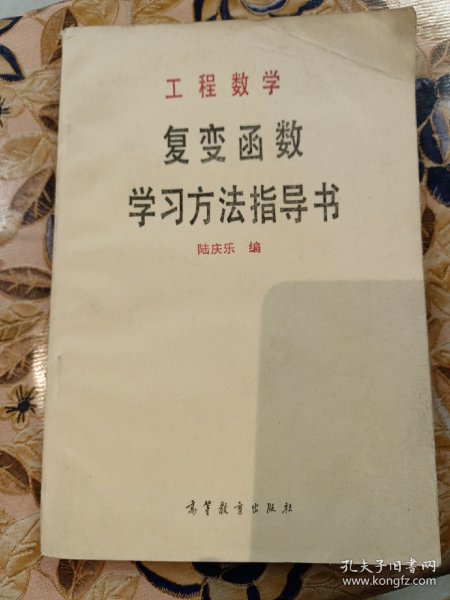 工程数学
复变函数
学习方法指导书
陆庆乐 编
高等教育出版社
孔夫子旧书网
www.kongfz.com